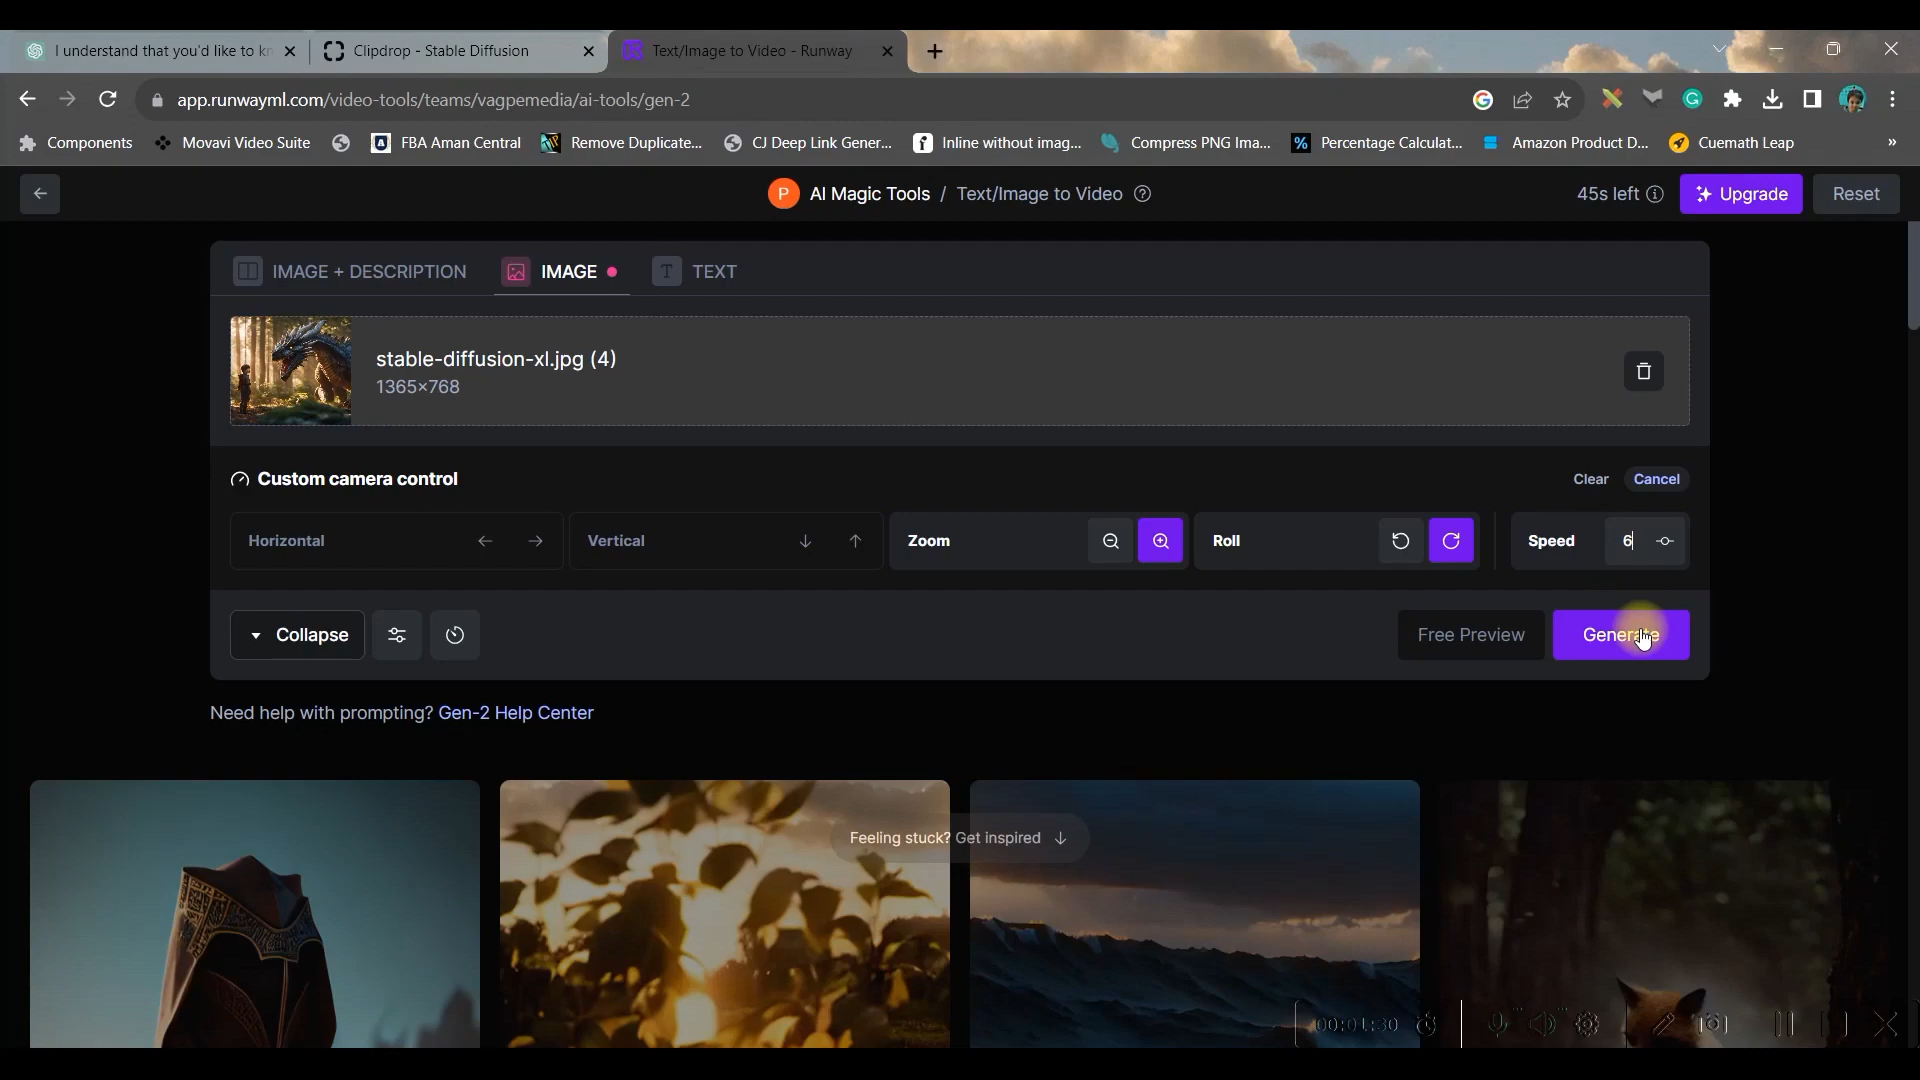 I understand that you'd like to kn
Clipdrop - Stable Diffusion
Text/Image to Video - Runway
app.runwayml.com/video-tools/teams/vagpemedia/ai-tools/gen-2
Components
Movavi Video Suite
FBA Aman Central
Remove Duplicate...
CJ Deep Link Gener...
Inline without imag...
Compress PNG Ima...
Percentage Calculat...
Amazon Product D...
Cuemath Leap
»
P AI Magic Tools / Text/Image to Video
45s left
Upgrade
Reset
IMAGE + DESCRIPTION
IMAGE
T TEXT
stable-diffusion-xl.jpg (4)
1365×768
Custom camera control
Clear
Cancel
Horizontal
Vertical
Zoom
Roll
Speed 6
Collapse
Free Preview
Generate
Need help with prompting? Gen-2 Help Center
Feeling stuck? Get inspired
00:01:30